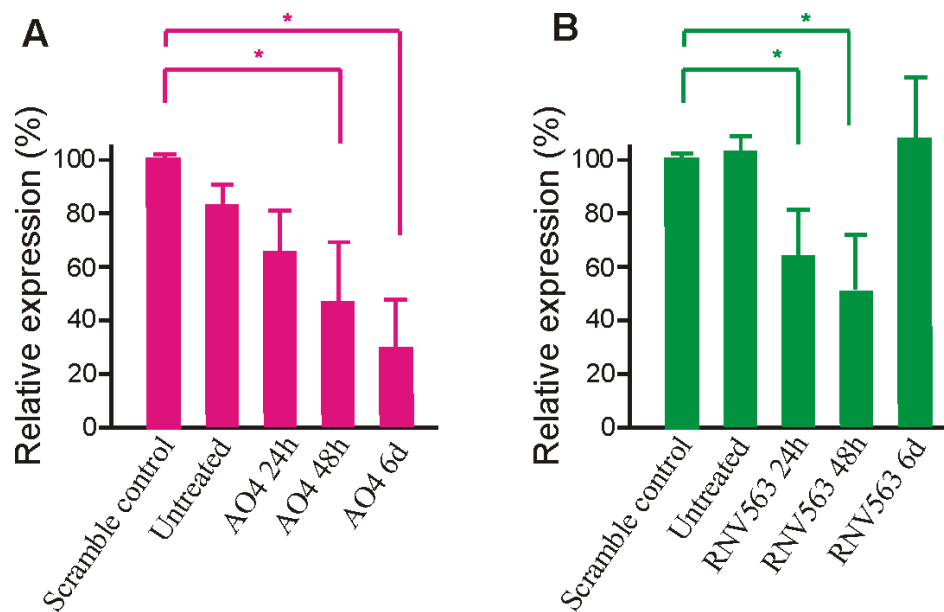 A
*
*
Relative expression (%)
100
80
60
40
20
0
Scramble control
Untreated
AO4 24h
AO4 48h
AO4 6d
B
*
*
Relative expression (%)
100
80
60
40
20
0
Scramble control
Untreated
RNV563 24h
RNV563 48h
RNV563 6d